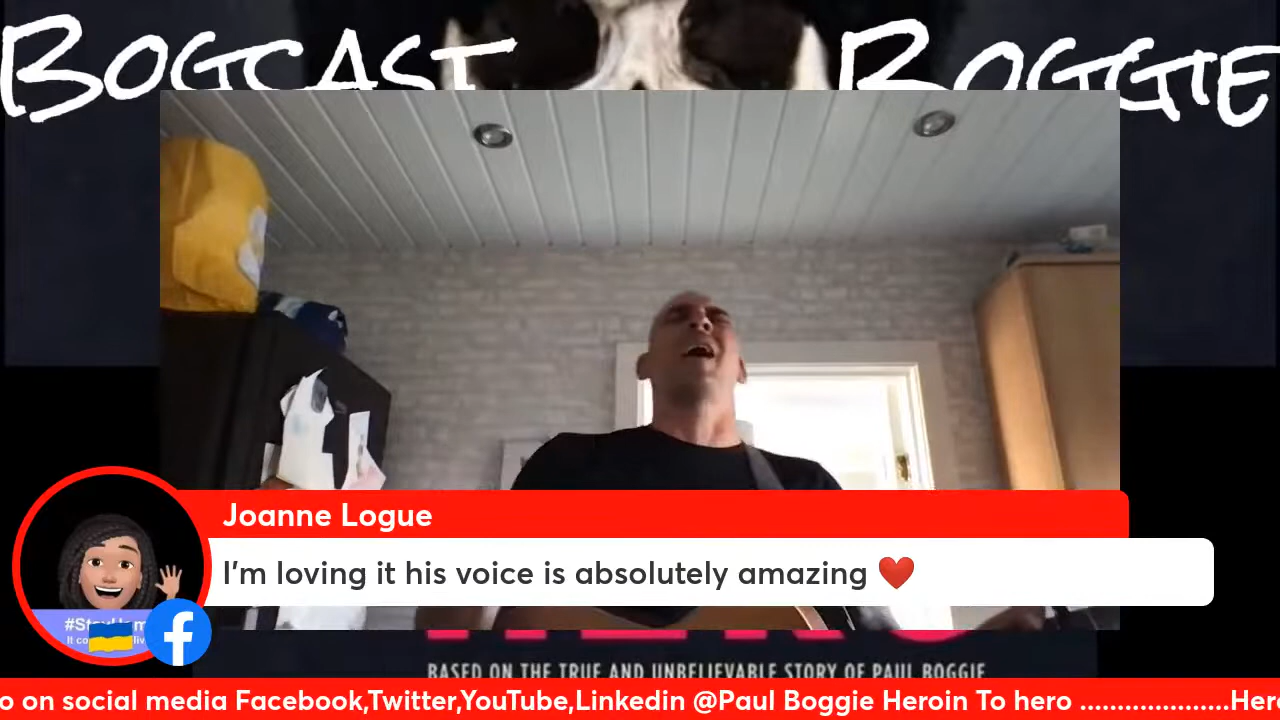 BOGCAST BOGGIE
Joanne Logue
I'm loving it his voice is absolutely amazing ❤️
BASED ON THE TRUE AND UNBELIEVABLE STORY OF PAUL BOGGIE
o on social media Facebook,Twitter,YouTube,Linkedin @Paul Boggie Heroin To hero ....................Her